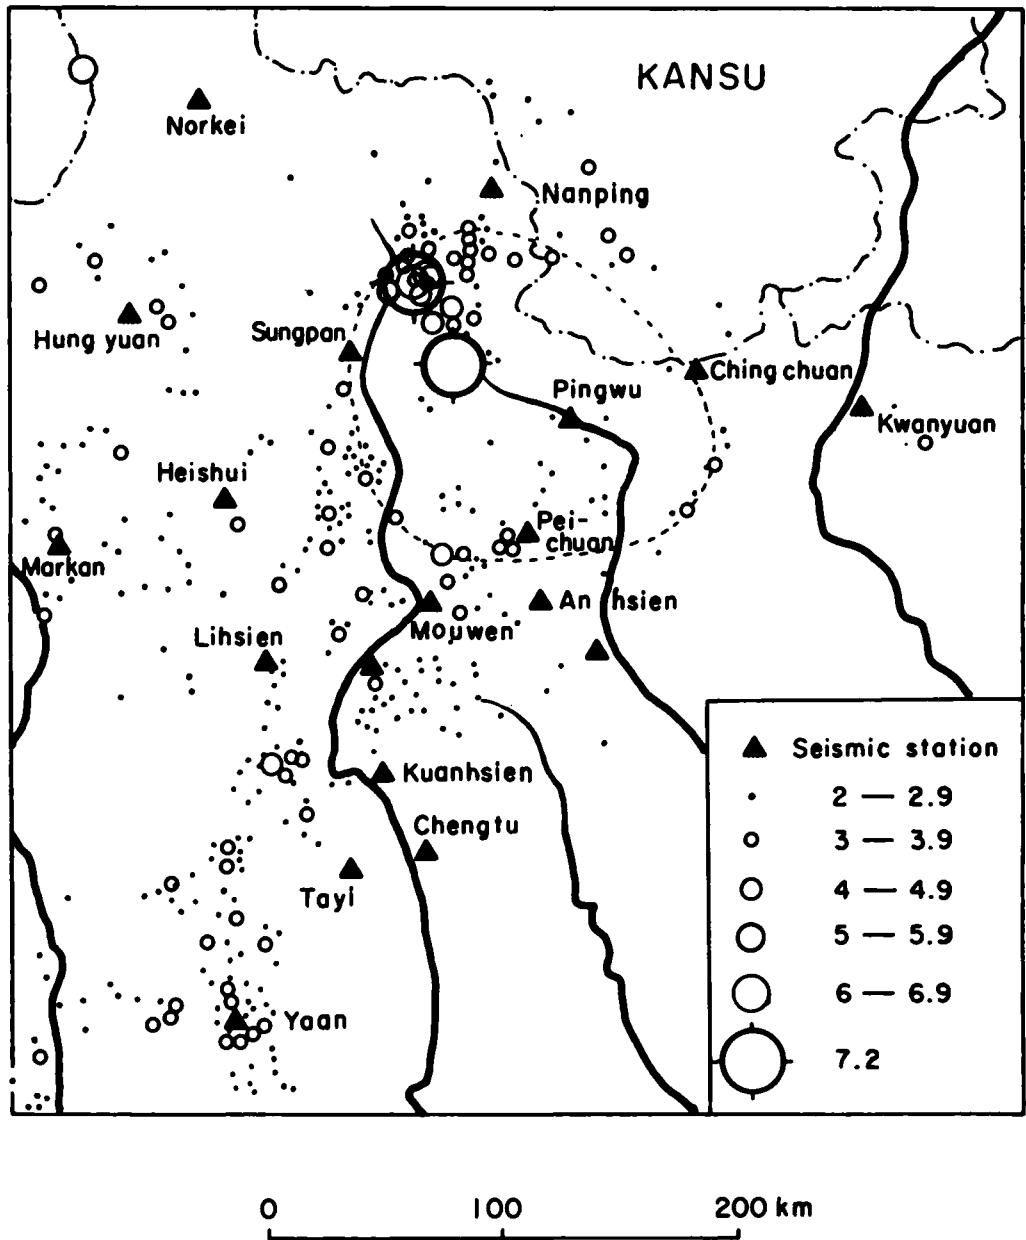 KANSU
Norkei
Nanping
Hung yuan
Sungpan
Ching chuan
Pingwu
Kwanyuan
Heishui
Pei-
chuan
Markan
An hsien
Mouwen
Lihsien
Kuanhsien
Chengtu
Tayi
Yaan
Seismic station
2 — 2.9
3 — 3.9
4 — 4.9
5 — 5.9
6 — 6.9
7.2
0 100 200 km